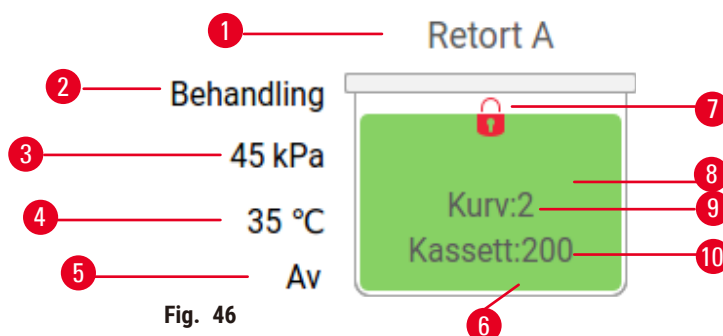 1 Retort A
2 Behandling
7
3 45 kPa
8
4 35 °C
Kurv:2 9
Kassett:200 10
5 Av
Fig. 46
6